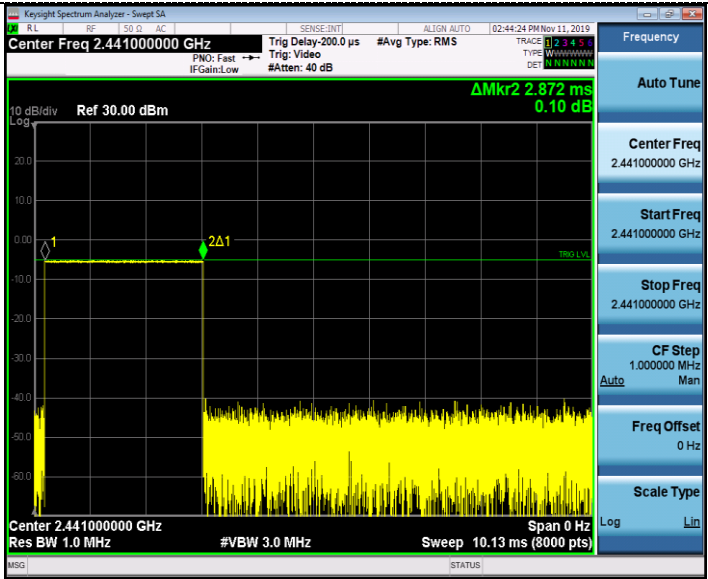 Keysight Spectrum Analyzer - Swept SA
RL RF 50 Ω AC SENSE:INT ALIGN AUTO 02:44:24 PM Nov 11, 2019
Center Freq 2.441000000 GHz
PNO: Fast
IFGain:Low
Trig Delay-200.0 µs
Trig: Video
#Atten: 40 dB
#Avg Type: RMS
TRACE 1 2 3 4 5 6
TYPE WWWWWW
DET N N N N N N
Frequency
ΔMkr2 2.872 ms
0.10 dB
10 dB/div Ref 30.00 dBm
Log
20.0
10.0
0.00
-10.0
-20.0
-30.0
-40.0
-50.0
-60.0
1
2Δ1
TRIG LVL
Center 2.441000000 GHz Span 0 Hz
Res BW 1.0 MHz #VBW 3.0 MHz Sweep 10.13 ms (8000 pts)
MSG STATUS
Auto Tune
Center Freq
2.441000000 GHz
Start Freq
2.441000000 GHz
Stop Freq
2.441000000 GHz
CF Step
1.000000 MHz
Auto Man
Freq Offset
0 Hz
Scale Type
Log Lin